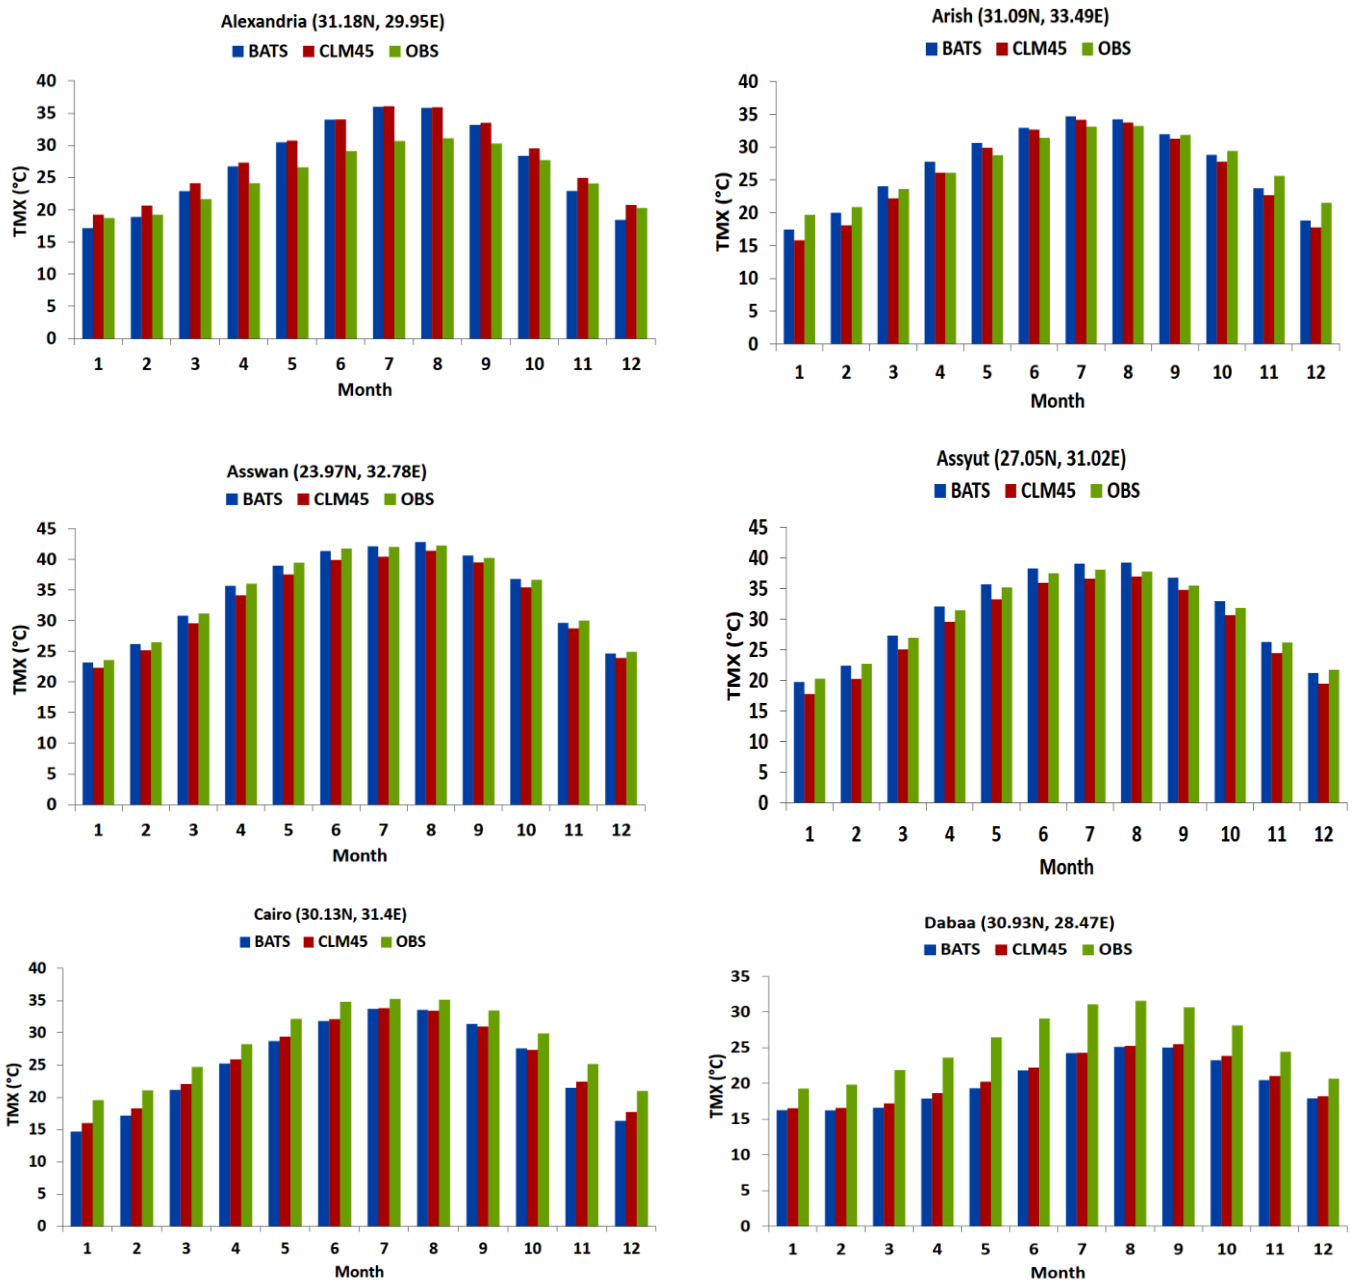 Alexandria (31.18N, 29.95E)
BATS CLM45 OBS
TMX (°C)
40
35
30
25
20
15
10
5
0
1 2 3 4 5 6 7 8 9 10 11 12
Month
Arish (31.09N, 33.49E)
BATS CLM45 OBS
TMX (°C)
40
35
30
25
20
15
10
5
0
1 2 3 4 5 6 7 8 9 10 11 12
Month
Asswan (23.97N, 32.78E)
BATS CLM45 OBS
TMX (°C)
45
40
35
30
25
20
15
10
5
0
1 2 3 4 5 6 7 8 9 10 11 12
Month
Assyut (27.05N, 31.02E)
BATS CLM45 OBS
TMX (°C)
45
40
35
30
25
20
15
10
5
0
1 2 3 4 5 6 7 8 9 10 11 12
Month
Cairo (30.13N, 31.4E)
BATS CLM45 OBS
TMX (°C)
40
35
30
25
20
15
10
5
0
1 2 3 4 5 6 7 8 9 10 11 12
Month
Dabaa (30.93N, 28.47E)
BATS CLM45 OBS
TMX (°C)
35
30
25
20
15
10
5
0
1 2 3 4 5 6 7 8 9 10 11 12
Month